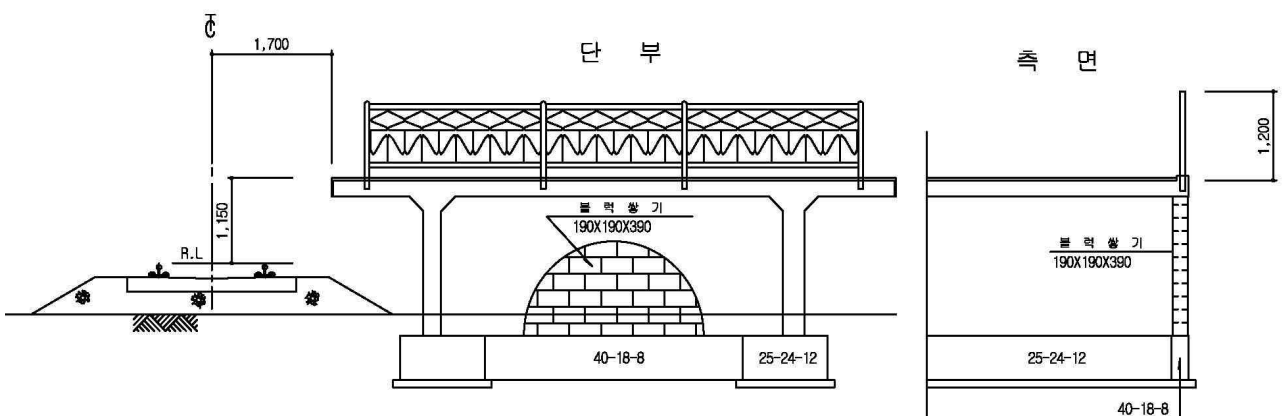 ℄
1,700
단 부
측 면
1,200
1,150
R.L
블 럭 쌓 기
190X190X390
블 럭 쌓 기
190X190X390
40-18-8
25-24-12
25-24-12
40-18-8